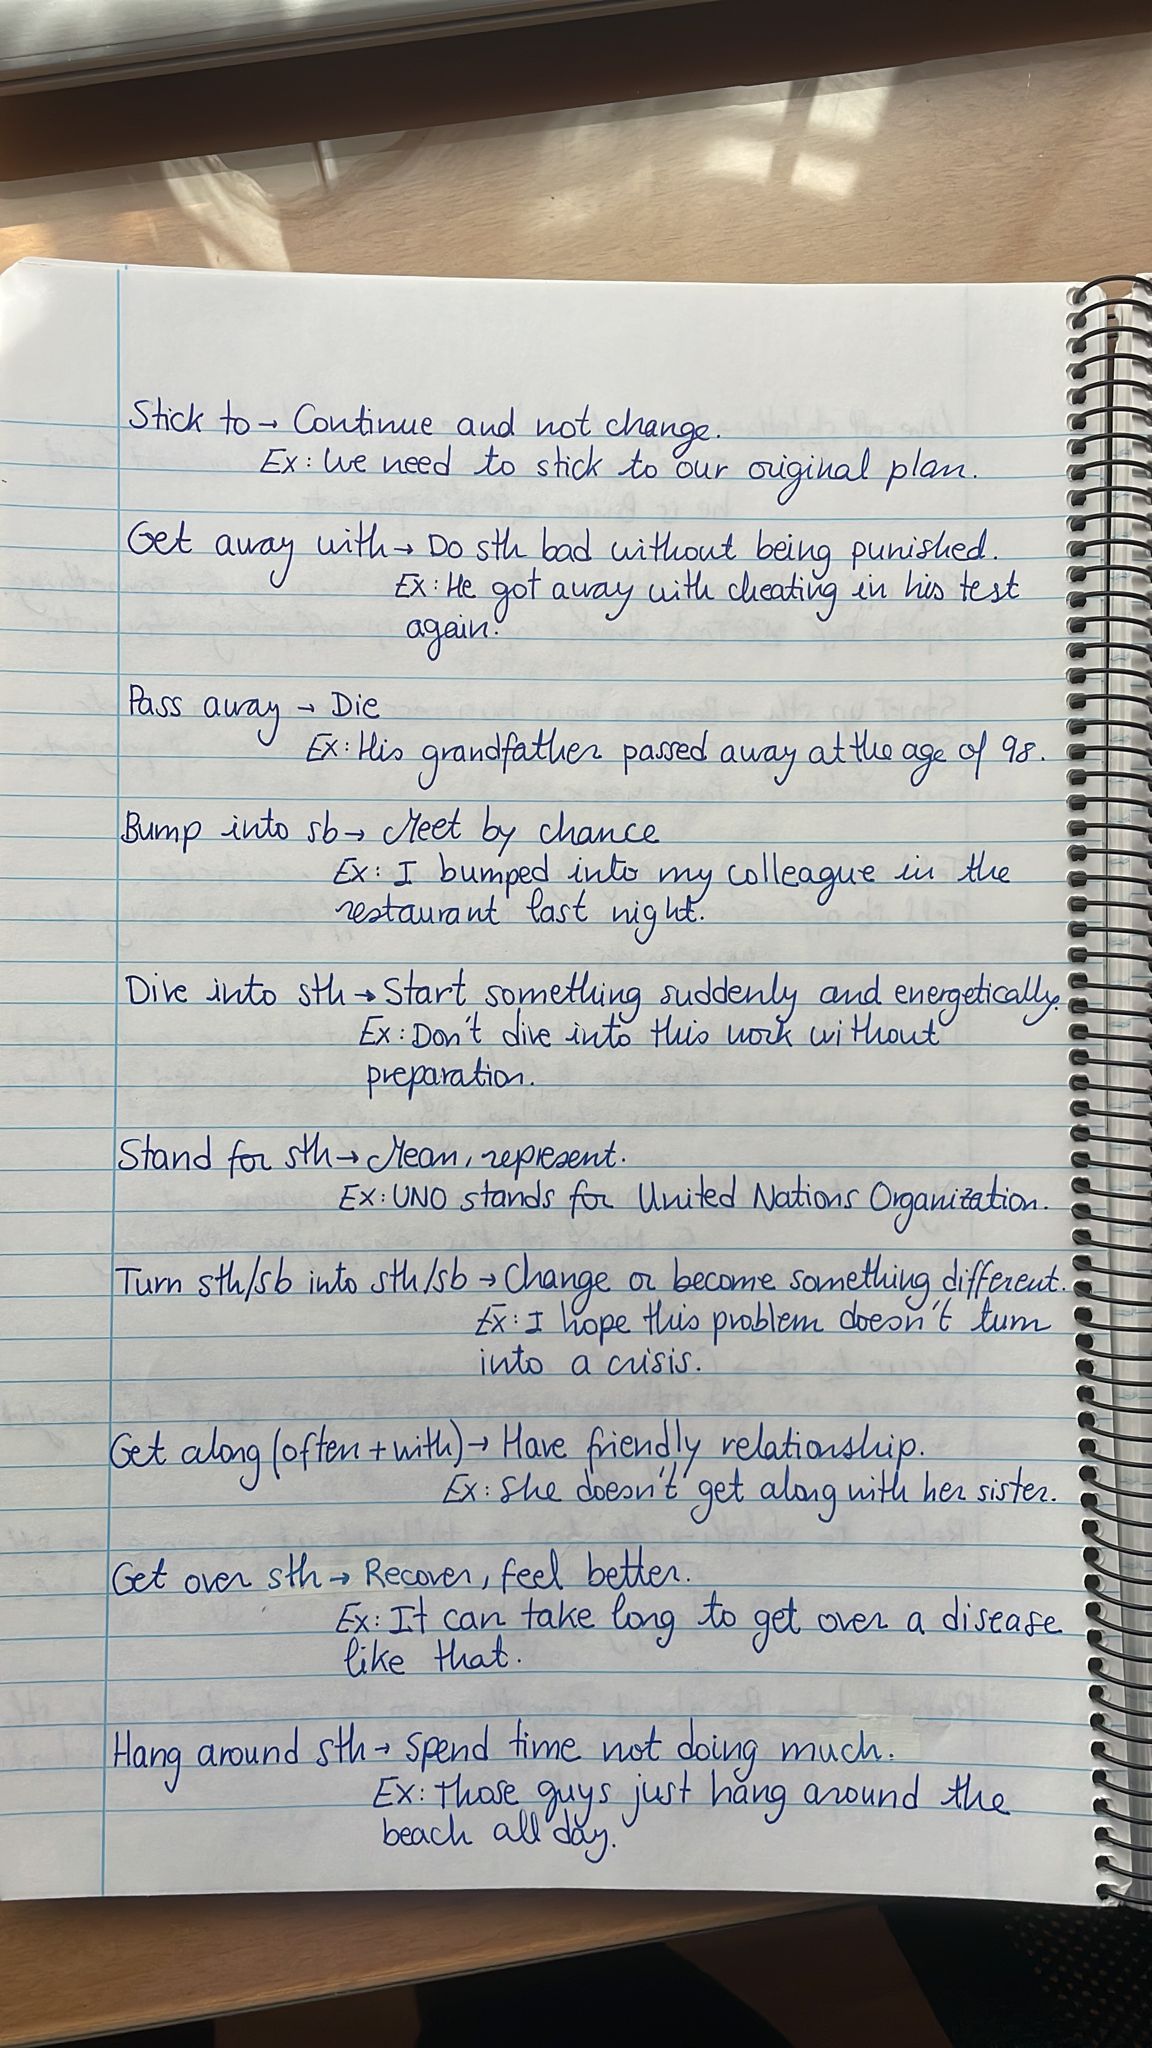 Stick to → Continue and not change.
Ex: We need to stick to our original plan.
Get away with → Do sth bad without being punished.
Ex: He got away with cheating in his test
again.
Pass away → Die
Ex: His grandfather passed away at the age of 98.
Bump into sb → Meet by chance
Ex: I bumped into my colleague in the
restaurant last night.
Dive into sth → Start something suddenly and energetically.
Ex: Don't dive into this work without
preparation.
Stand for sth → Mean, represent.
Ex: UNO stands for United Nations Organization.
Turn sth/sb into sth/sb → Change or become something different.
Ex: I hope this problem doesn't turn
into a crisis.
Get along (often + with) → Have friendly relationship.
Ex: She doesn't get along with her sister.
Get over sth → Recover, feel better.
Ex: It can take long to get over a disease
like that.
Hang around sth → Spend time not doing much.
Ex: Those guys just hang around the
beach all day.